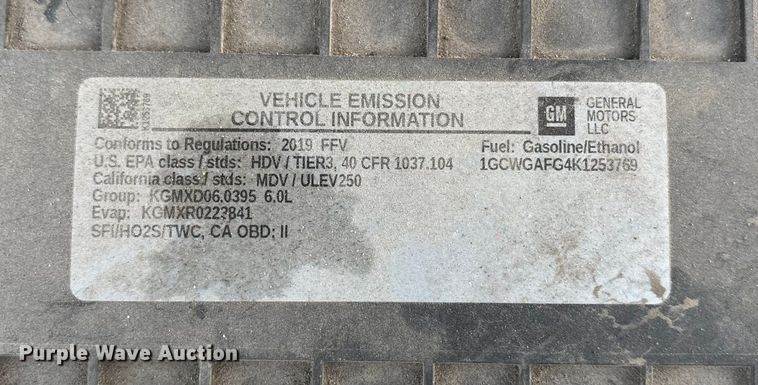 VEHICLE EMISSION
CONTROL INFORMATION
GM
GENERAL
MOTORS
LLC
Conforms to Regulations: 2019 FFV
Fuel: Gasoline/Ethanol
U.S. EPA class / stds: HDV / TIER3, 40 CFR 1037.104
1GCWGAFG4K1253769
California class / stds: MDV / ULEV250
Group: KGMXD06.0395 6.0L
Evap:
SFI/HO2S/TWC, CA OBD: II
Purple Wave Auction